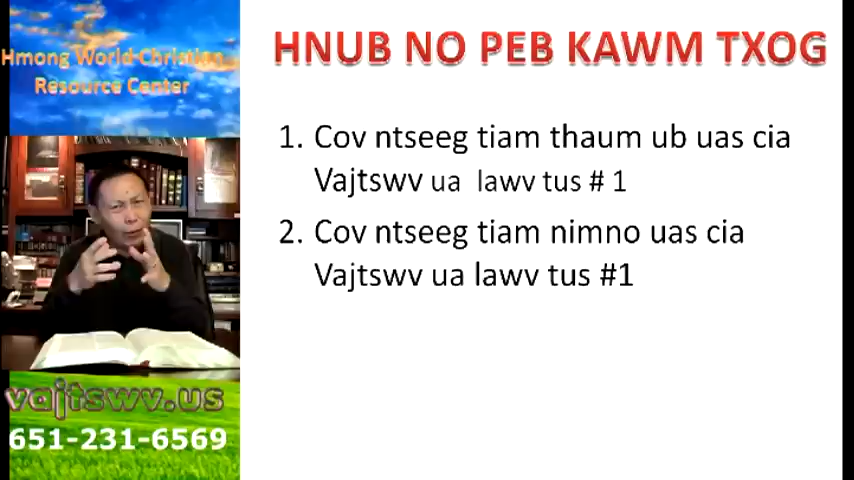 Hmong World Christian
Resource Center
vajtswv.us
651-231-6569
HNUB NO PEB KAWM TXOG
1. Cov ntseeg tiam thaum ub uas cia
Vajtswv ua lawv tus # 1
2. Cov ntseeg tiam nimno uas cia
Vajtswv ua lawv tus #1